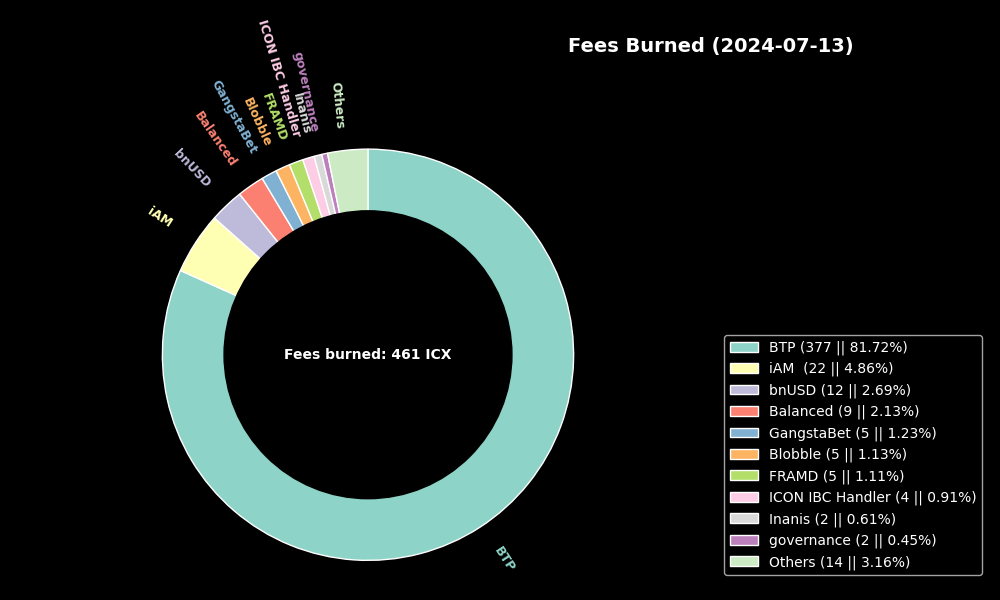 Fees Burned (2024-07-13)
ICON IBC Handler
governance
Others
GangstaBet
Blobble
FRAMD
Inanis
Balanced
bnUSD
iAM
Fees burned: 461 ICX
BTP
BTP (377 || 81.72%)
iAM  (22 || 4.86%)
bnUSD (12 || 2.69%)
Balanced (9 || 2.13%)
GangstaBet (5 || 1.23%)
Blobble (5 || 1.13%)
FRAMD (5 || 1.11%)
ICON IBC Handler (4 || 0.91%)
Inanis (2 || 0.61%)
governance (2 || 0.45%)
Others (14 || 3.16%)